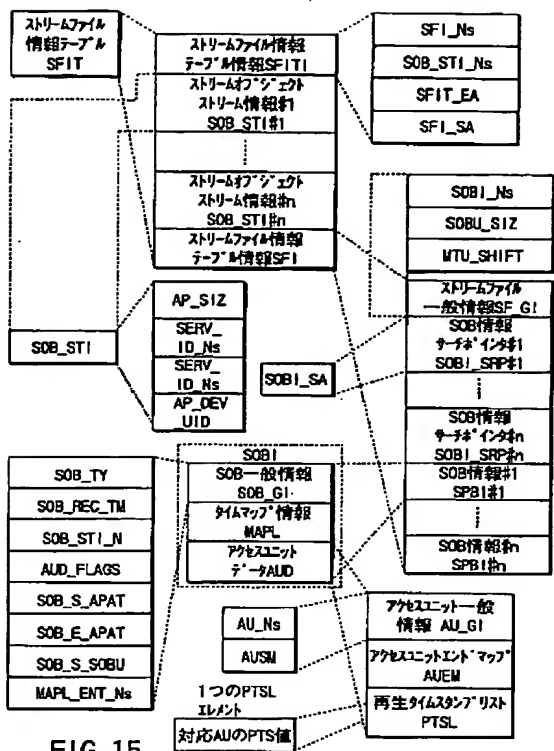 ストリームファイル
情報テーブル
SFIT
ストリームファイル情報
テーブル情報SFITI
ストリームオブジェクト
ストリーム情報#1
SOB_STI#1
ストリームオブジェクト
ストリーム情報#n
SOB_STI#n
ストリームファイル情報
テーブル情報SFI
SFI_Ns
SOB_STI_Ns
SFIT_EA
SFI_SA
SOBI_Ns
SOBU_SIZ
MTU_SHIFT
ストリームファイル
一般情報SF_GI
SOB情報
サーチポインタ#1
SOBI_SRP#1
SOB情報
サーチポインタ#n
SOBI_SRP#n
SOB情報#1
SPBI#1
SOB情報#n
SPBI#n
SOB_STI
AP_SIZ
SERV_
ID_Ns
SERV_
ID_Ns
AP_DEV
_UID
SOBI_SA
SOBI
SOB一般情報
SOB_GI
タイムマップ情報
MAPL
アクセスユニット
データAUD
SOB_TY
SOB_REC_TM
SOB_STI_N
AUD_FLAGS
SOB_S_APAT
SOB_E_APAT
SOB_S_SOBU
MAPL_ENT_Ns
AU_Ns
AUSM
アクセスユニット一般
情報 AU_GI
アクセスユニットエンドマップ
AUEM
再生タイムスタンプリスト
PTSL
1つのPTSL
エレメント
対応AUのPTS値
FIG.15